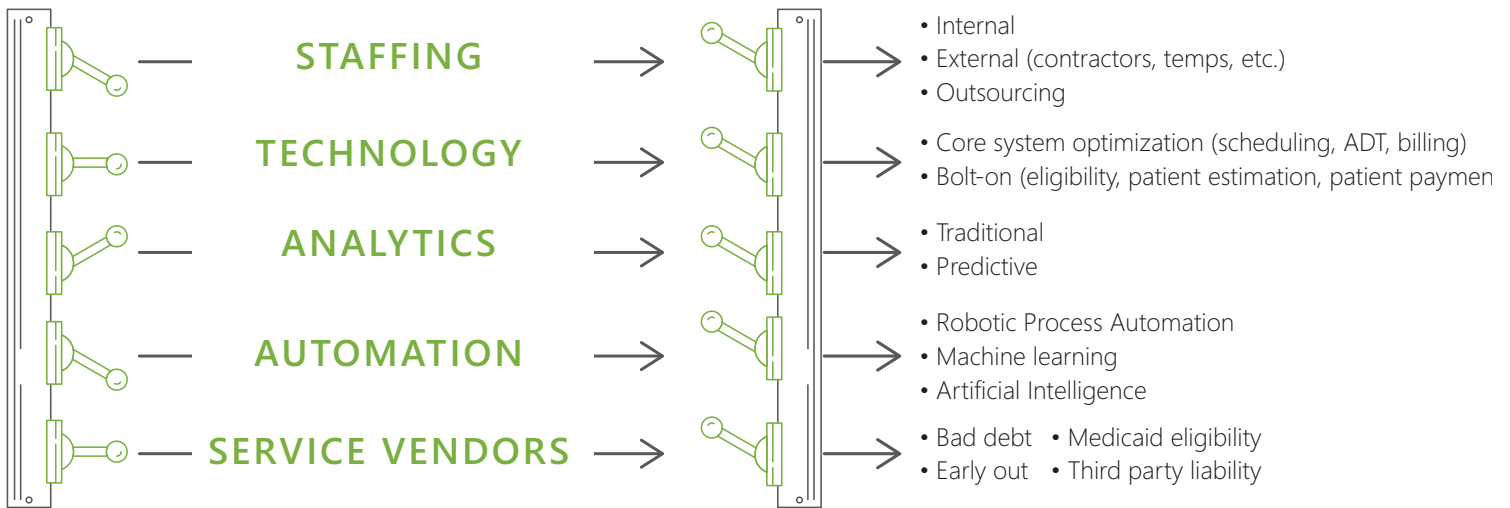 STAFFING
• Internal
• External (contractors, temps, etc.)
• Outsourcing
TECHNOLOGY
• Core system optimization (scheduling, ADT, billing)
• Bolt-on (eligibility, patient estimation, patient
ANALYTICS
• Traditional
• Predictive
AUTOMATION
• Robotic Process Automation
• Machine learning
• Artificial Intelligence
SERVICE VENDORS
• Bad debt • Medicaid eligibility
• Early out • Third party liability